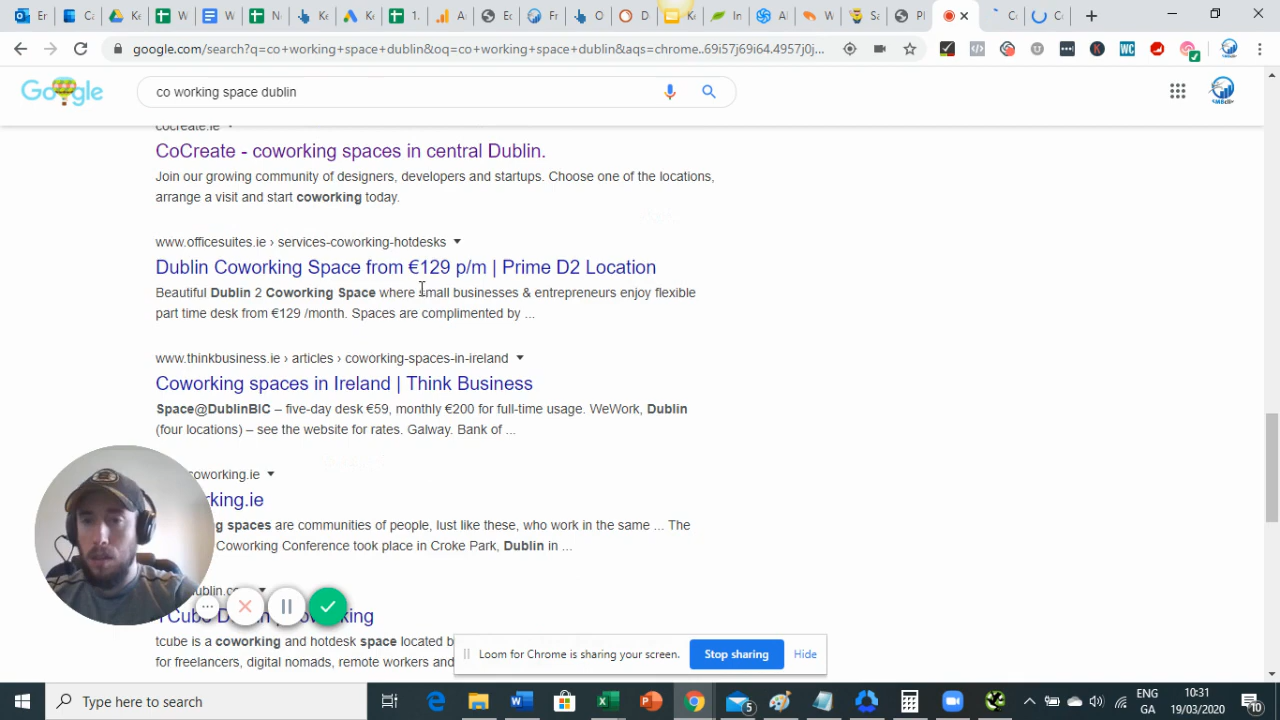 google.com/search?q=co+working+space+dublin&oq=co+working+space+dublin&aqs=chrome..69i57j69i64.4957j0j...
Google
co working space dublin
cocreate.ie
CoCreate - coworking spaces in central Dublin.
Join our growing community of designers, developers and startups. Choose one of the locations,
arrange a visit and start coworking today.
www.officesuites.ie › services-coworking-hotdesks
Dublin Coworking Space from €129 p/m | Prime D2 Location
Beautiful Dublin 2 Coworking Space where small businesses & entrepreneurs enjoy flexible
part time desk from €129 /month. Spaces are complimented by ...
www.thinkbusiness.ie › articles › coworking-spaces-in-ireland
Coworking spaces in Ireland | Think Business
Space@DublinBIC – five-day desk €59, monthly €200 for full-time usage. WeWork, Dublin
(four locations) – see the website for rates. Galway. Bank of ...
coworking.ie
rking.ie
g spaces are communities of people, lust like these, who work in the same ... The
Coworking Conference took place in Croke Park, Dublin in ...
tcube is a coworking and hotdesk space located b
for freelancers, digital nomads, remote workers and
Loom for Chrome is sharing your screen.
Stop sharing
Hide
Type here to search
5
ENG
GA
10:31
19/03/2020
10